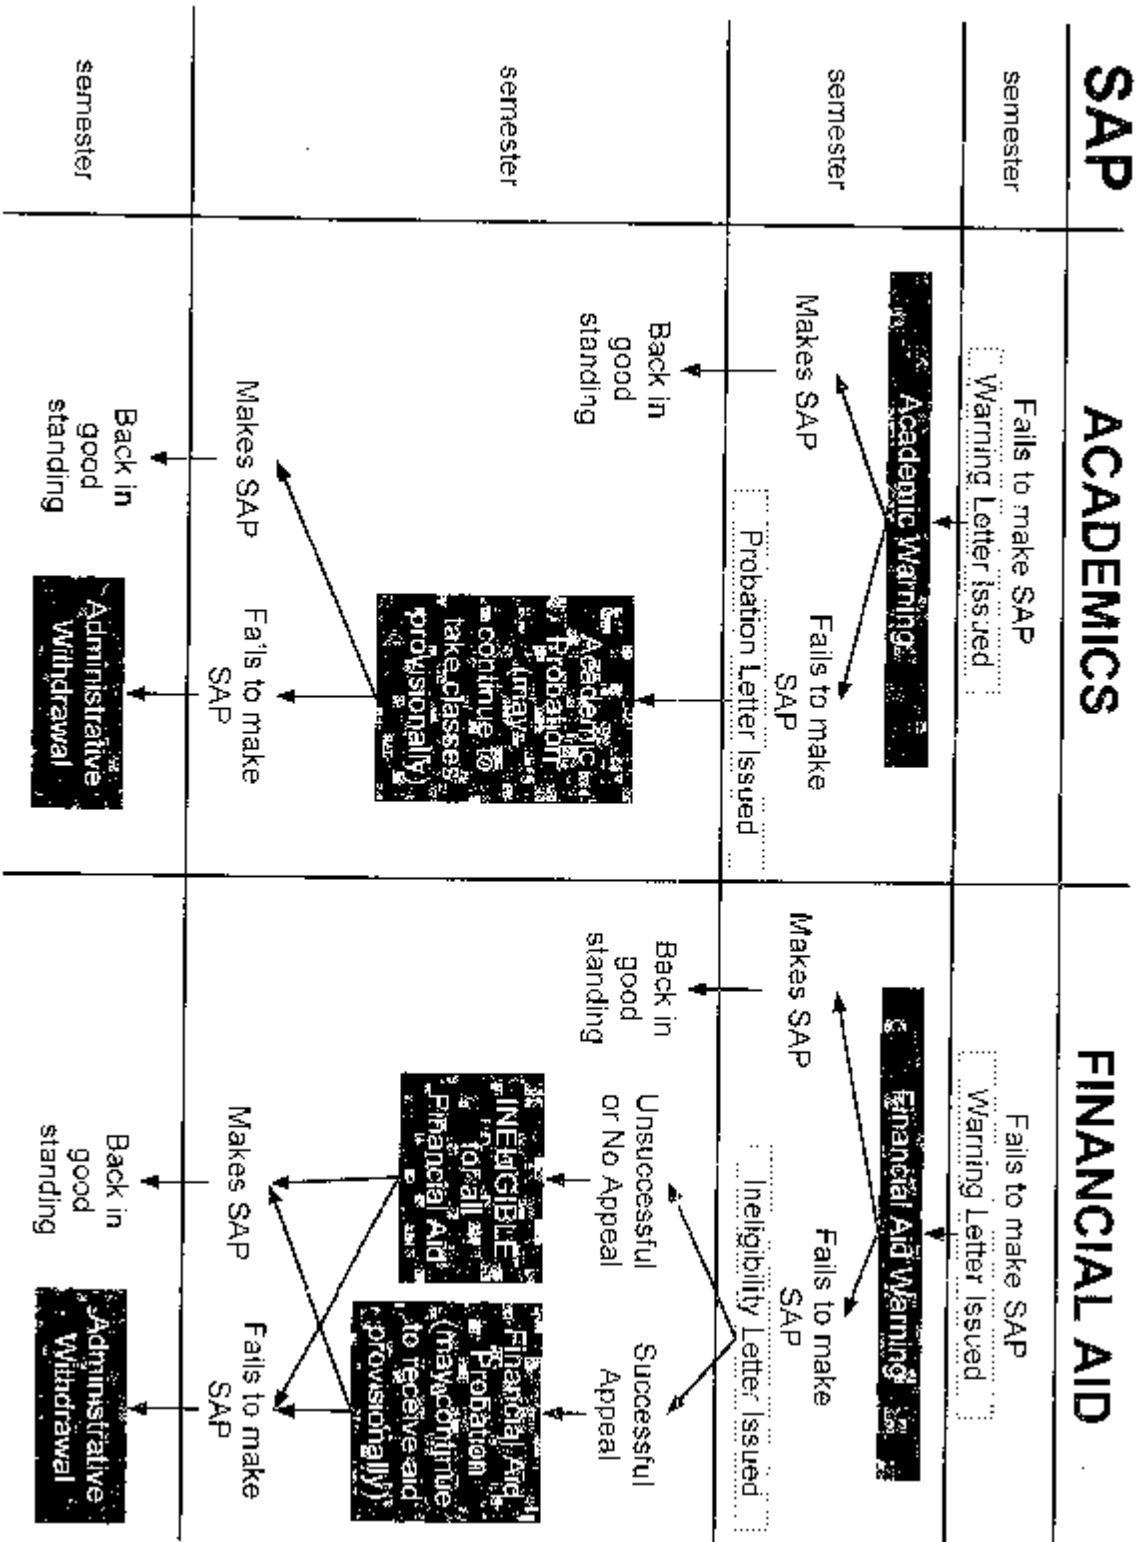 SAP
ACADEMICS
FINANCIAL AID
semester
Fails to make SAP
Warning Letter Issued
Fails to make SAP
Warning Letter Issued
semester
Academic Warning
Makes SAP
Fails to make
SAP
Probation Letter Issued
Financial Aid Warning
Makes SAP
Fails to make
SAP
Ineligibility Letter Issued
semester
Back in
good
standing
Academic
Probation
(may
continue to
take classes
provisionally)
Makes SAP
Fails to make
SAP
Back in
good
standing
Unsuccessful
or No Appeal
Successful
Appeal
INELIGIBLE
for all
Financial Aid
Financial Aid
Probation
(may continue
to receive aid
provisionally)
Makes SAP
Fails to make
SAP
semester
Back in
good
standing
Administrative
Withdrawal
Back in
good
standing
Administrative
Withdrawal